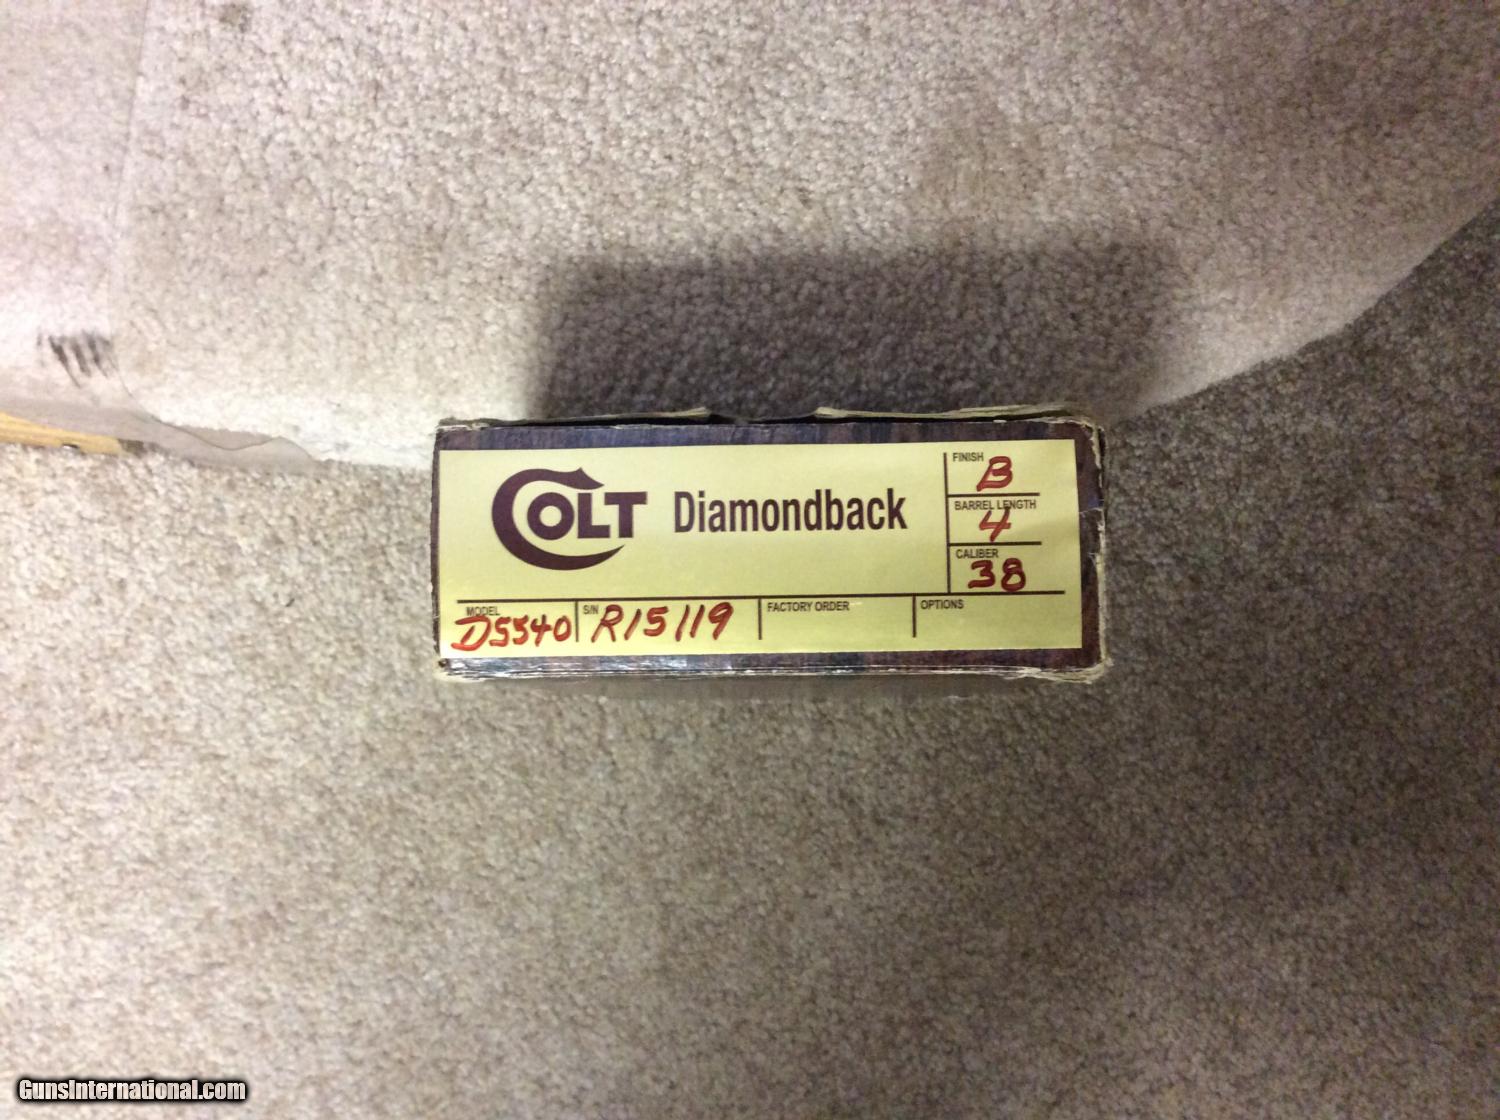 COLT Diamondback
FINISH B
BARREL LENGTH
4
CALIBER
38
MODEL
D5540
S/N R15119
FACTORY ORDER
OPTIONS
GunsInternational.com